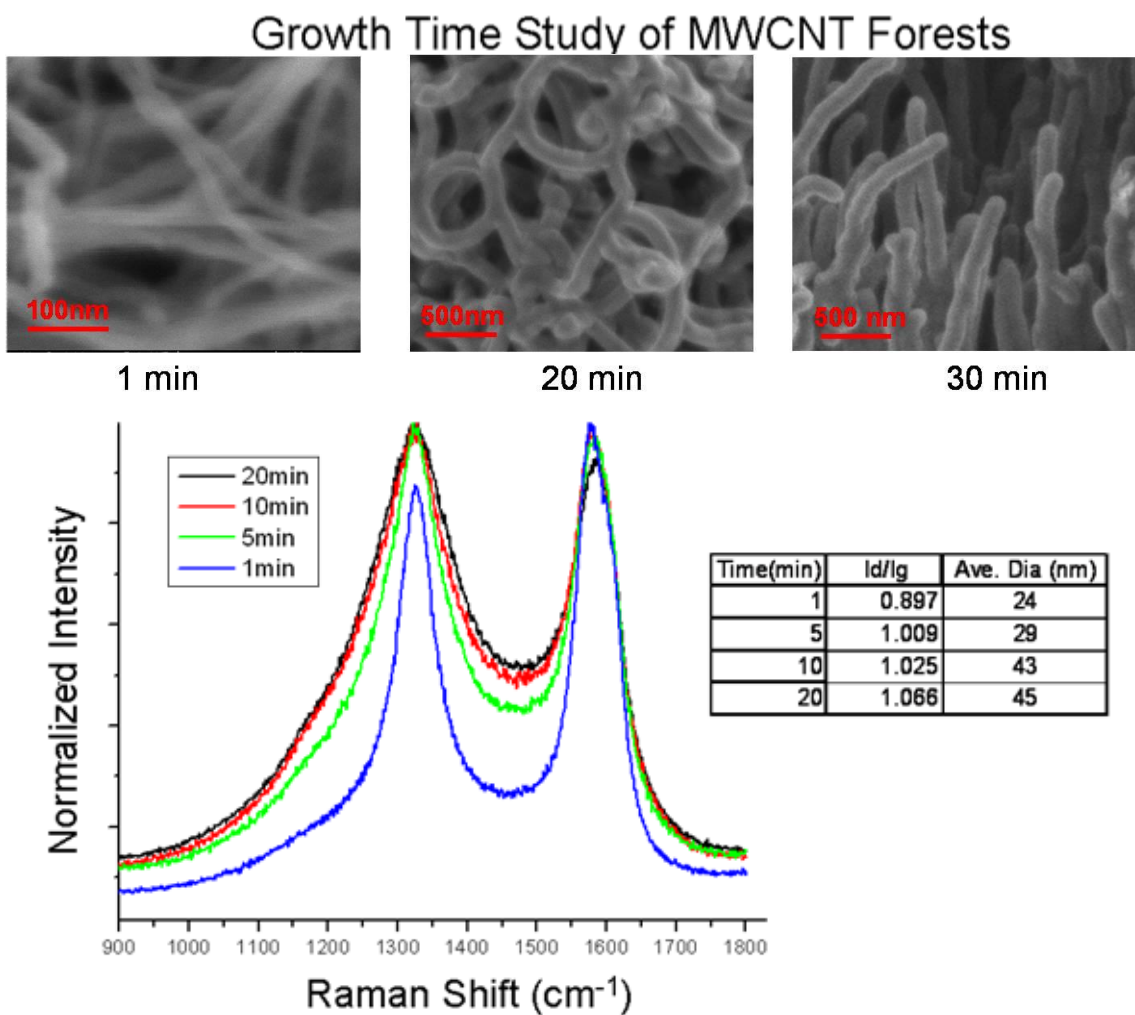 Growth Time Study of MWCNT Forests
100nm
500nm
500 nm
1 min
20 min
30 min
20min
10min
5min
1min
Normalized Intensity
Time(min) Id/Ig Ave. Dia (nm)
1 0.897 24
5 1.009 29
10 1.025 43
20 1.066 45
900 1000 1100 1200 1300 1400 1500 1600 1700 1800
Raman Shift (cm⁻¹)